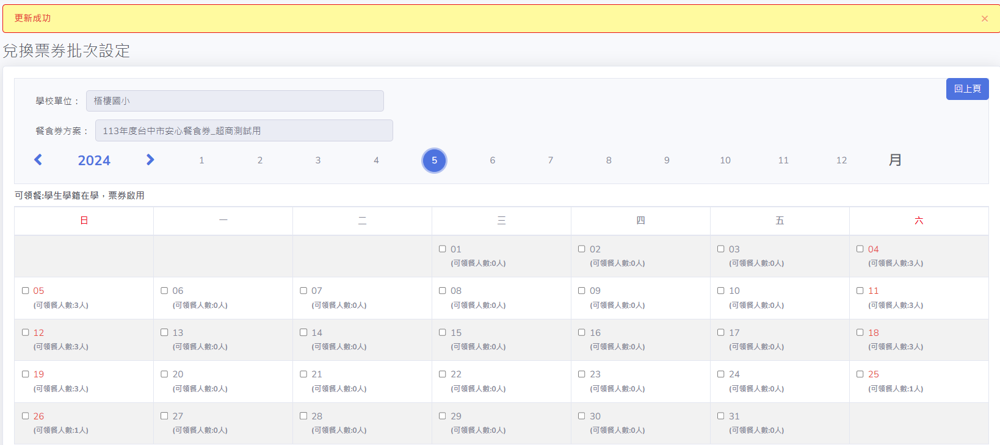 更新成功 ×
兌換票券批次設定
回上頁
學校單位： 梧棲國小
餐食券方案： 113年度台中市安心餐食券_超商測試用
2024 1 2 3 4 5 6 7 8 9 10 11 12 月
可領餐:學生學籍在學，票券啟用
日 一 二 三 四 五 六
01 02 03 04
(可領餐人數:0人) (可領餐人數:0人) (可領餐人數:0人) (可領餐人數:3人)
05 06 07 08 09 10 11
(可領餐人數:3人) (可領餐人數:0人) (可領餐人數:0人) (可領餐人數:0人) (可領餐人數:0人) (可領餐人數:0人) (可領餐人數:3人)
12 13 14 15 16 17 18
(可領餐人數:3人) (可領餐人數:0人) (可領餐人數:0人) (可領餐人數:0人) (可領餐人數:0人) (可領餐人數:0人) (可領餐人數:3人)
19 20 21 22 23 24 25
(可領餐人數:3人) (可領餐人數:0人) (可領餐人數:0人) (可領餐人數:0人) (可領餐人數:0人) (可領餐人數:0人) (可領餐人數:1人)
26 27 28 29 30 31
(可領餐人數:1人) (可領餐人數:0人) (可領餐人數:0人) (可領餐人數:0人) (可領餐人數:0人) (可領餐人數:0人)